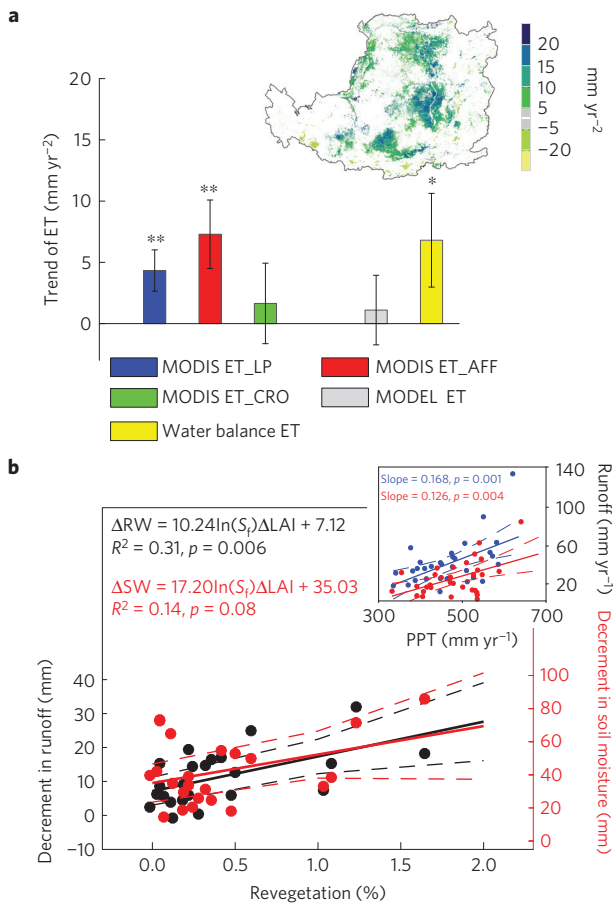 a
Trend of ET (mm yr⁻²)
20
15
10
5
0
**
**
*
20
15
10
5
−5
−20
mm yr⁻²
MODIS ET_LP
MODIS ET_AFF
MODIS ET_CRO
MODEL ET
Water balance ET
b
ΔRW = 10.24ln(Sf)ΔLAI + 7.12
R² = 0.31, p = 0.006
ΔSW = 17.20ln(Sf)ΔLAI + 35.03
R² = 0.14, p = 0.08
Slope = 0.168, p = 0.001
Slope = 0.126, p = 0.004
140
100
60
20
Runoff (mm yr⁻¹)
300
500
700
PPT (mm yr⁻¹)
Decrement in runoff (mm)
40
30
20
10
0
−10
100
80
60
40
20
0
Decrement in soil moisture
(mm)
0.0
0.5
1.0
1.5
2.0
Revegetation (%)